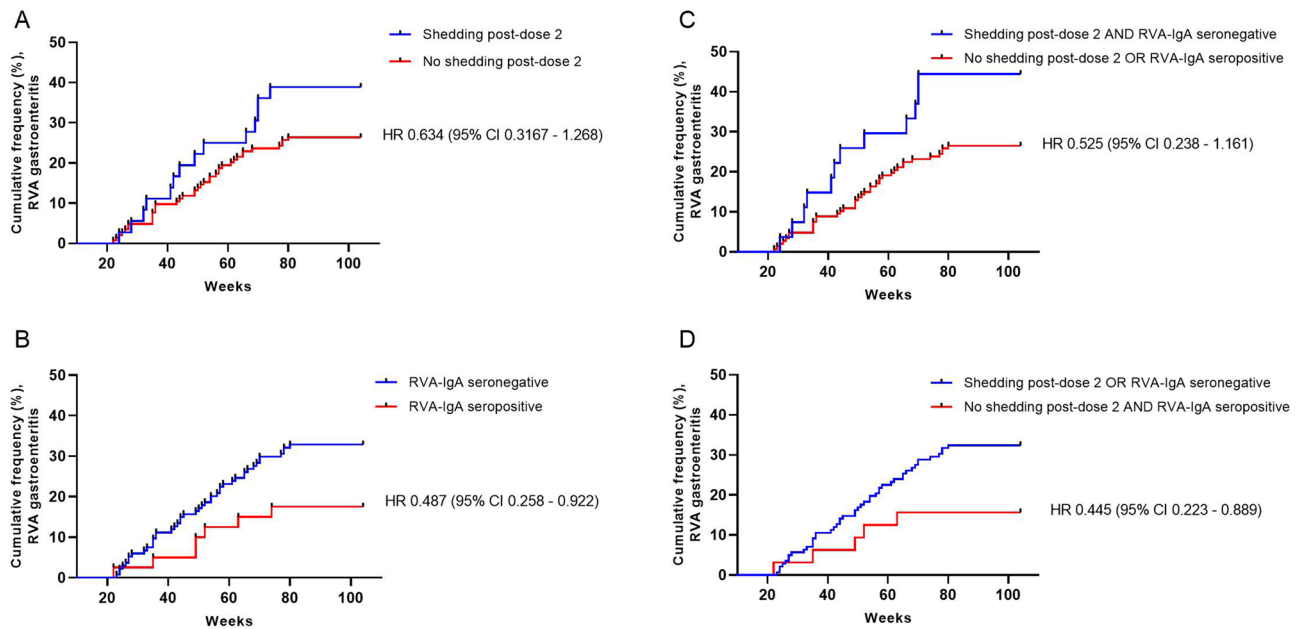 A
Shedding post-dose 2
No shedding post-dose 2
Cumulative frequency (%),
RVA gastroenteritis
50
40
30
20
10
0
HR 0.634 (95% CI 0.3167 - 1.268)
20 40 60 80 100
Weeks
C
Shedding post-dose 2 AND RVA-IgA seronegative
No shedding post-dose 2 OR RVA-IgA seropositive
Cumulative frequency (%),
RVA gastroenteritis
50
40
30
20
10
0
HR 0.525 (95% CI 0.238 - 1.161)
20 40 60 80 100
Weeks
B
RVA-IgA seronegative
RVA-IgA seropositive
Cumulative frequency (%),
RVA gastroenteritis
50
40
30
20
10
0
HR 0.487 (95% CI 0.258 - 0.922)
20 40 60 80 100
Weeks
D
Shedding post-dose 2 OR RVA-IgA seronegative
No shedding post-dose 2 AND RVA-IgA seropositive
Cumulative frequency (%),
RVA gastroenteritis
50
40
30
20
10
0
HR 0.445 (95% CI 0.223 - 0.889)
20 40 60 80 100
Weeks